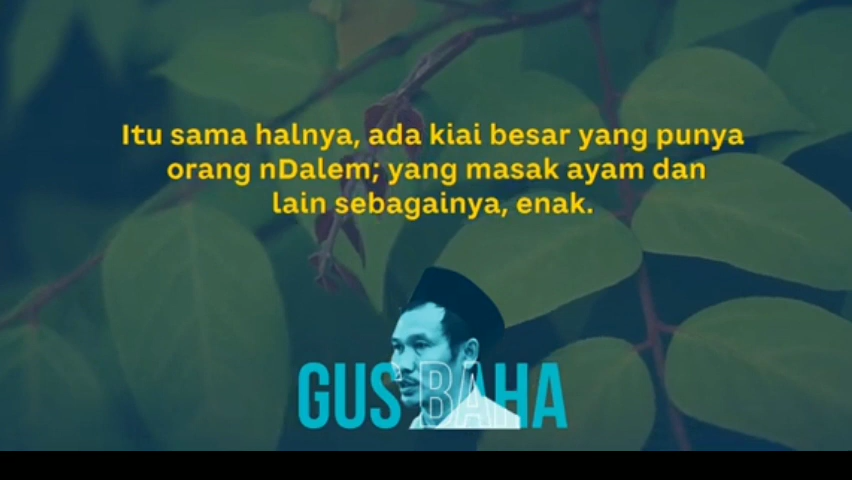 Itu sama halnya, ada kiai besar yang punya
orang nDalem; yang masak ayam dan
lain sebagainya, enak.
GUS BAHA